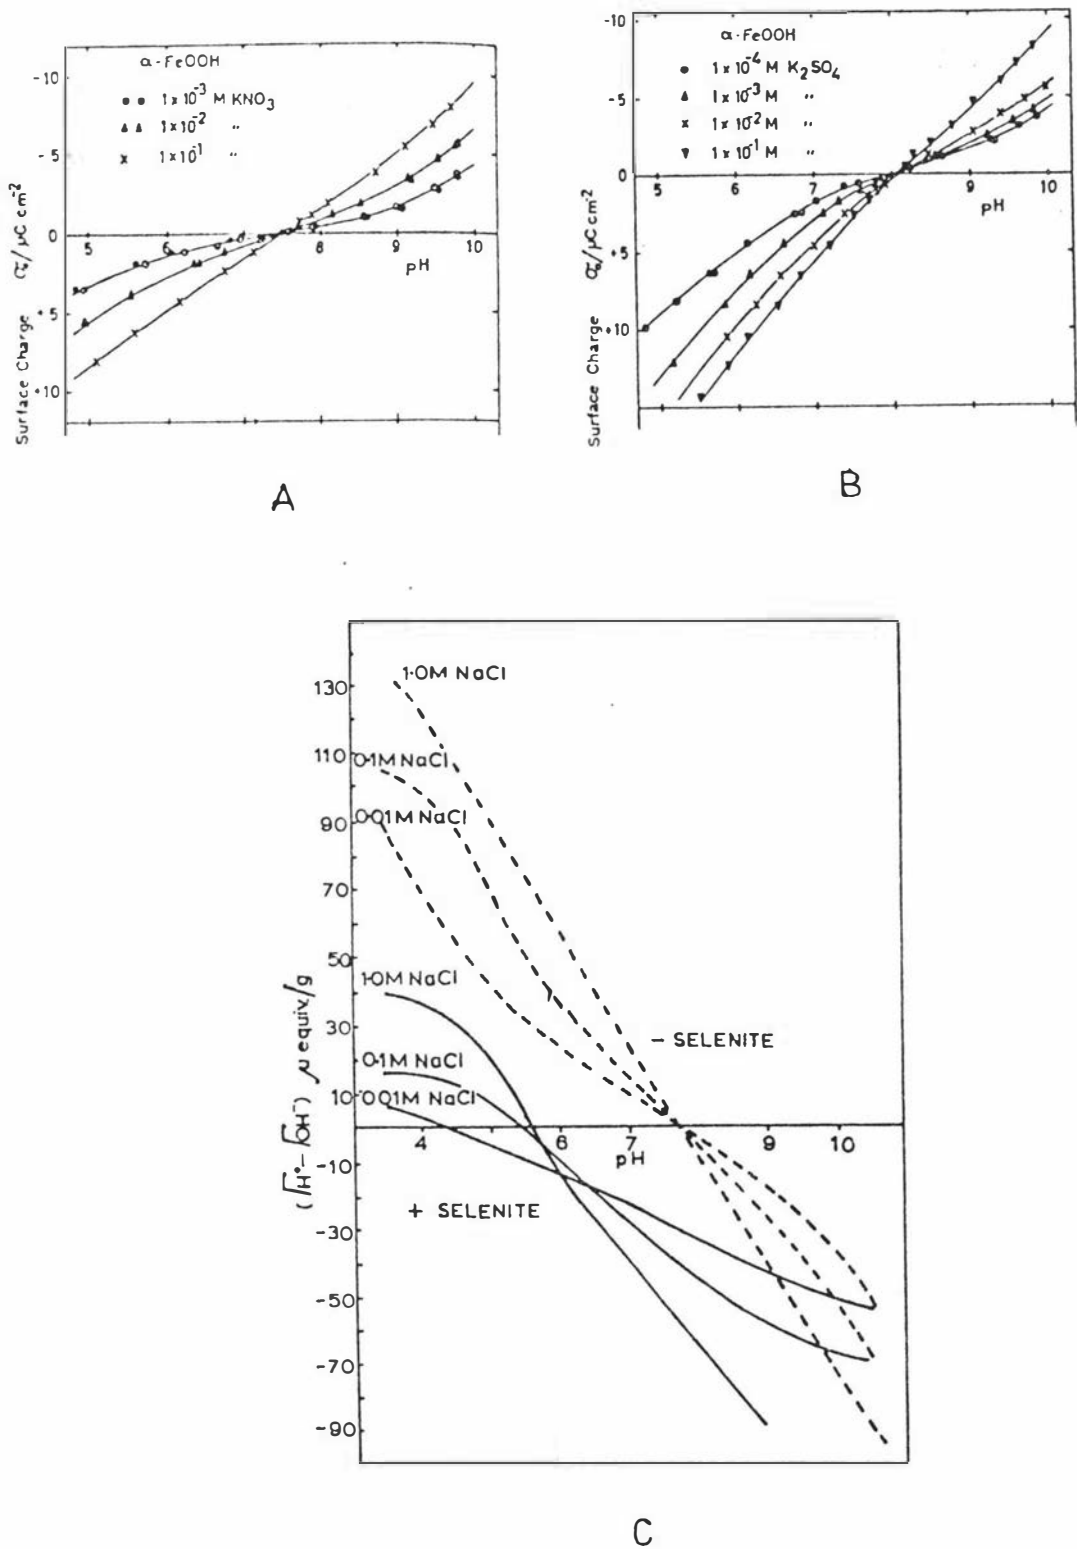 -10
-5
0
+5
+10
Surface Charge σ₀/μC cm⁻²
α-FeOOH
1 x 10⁻³ M KNO₃
1 x 10⁻² "
1 x 10⁻¹ "
5 6 7 8 9 10
pH
A
-10
-5
0
+5
+10
Surface Charge σ₀/μC cm⁻²
α-FeOOH
1 x 10⁻⁴ M K₂SO₄
1 x 10⁻³ M "
1 x 10⁻² M "
1 x 10⁻¹ M "
5 6 7 9 10
pH
B
130
110
90
70
50
30
10
-10
-30
-50
-70
-90
(ΓH⁺-ΓOH⁻) μequiv./g
1·0M NaCl
0·1M NaCl
0·01M NaCl
1·0M NaCl
0·1M NaCl
0·01M NaCl
- SELENITE
4 6 7 9 10
pH
+ SELENITE
C